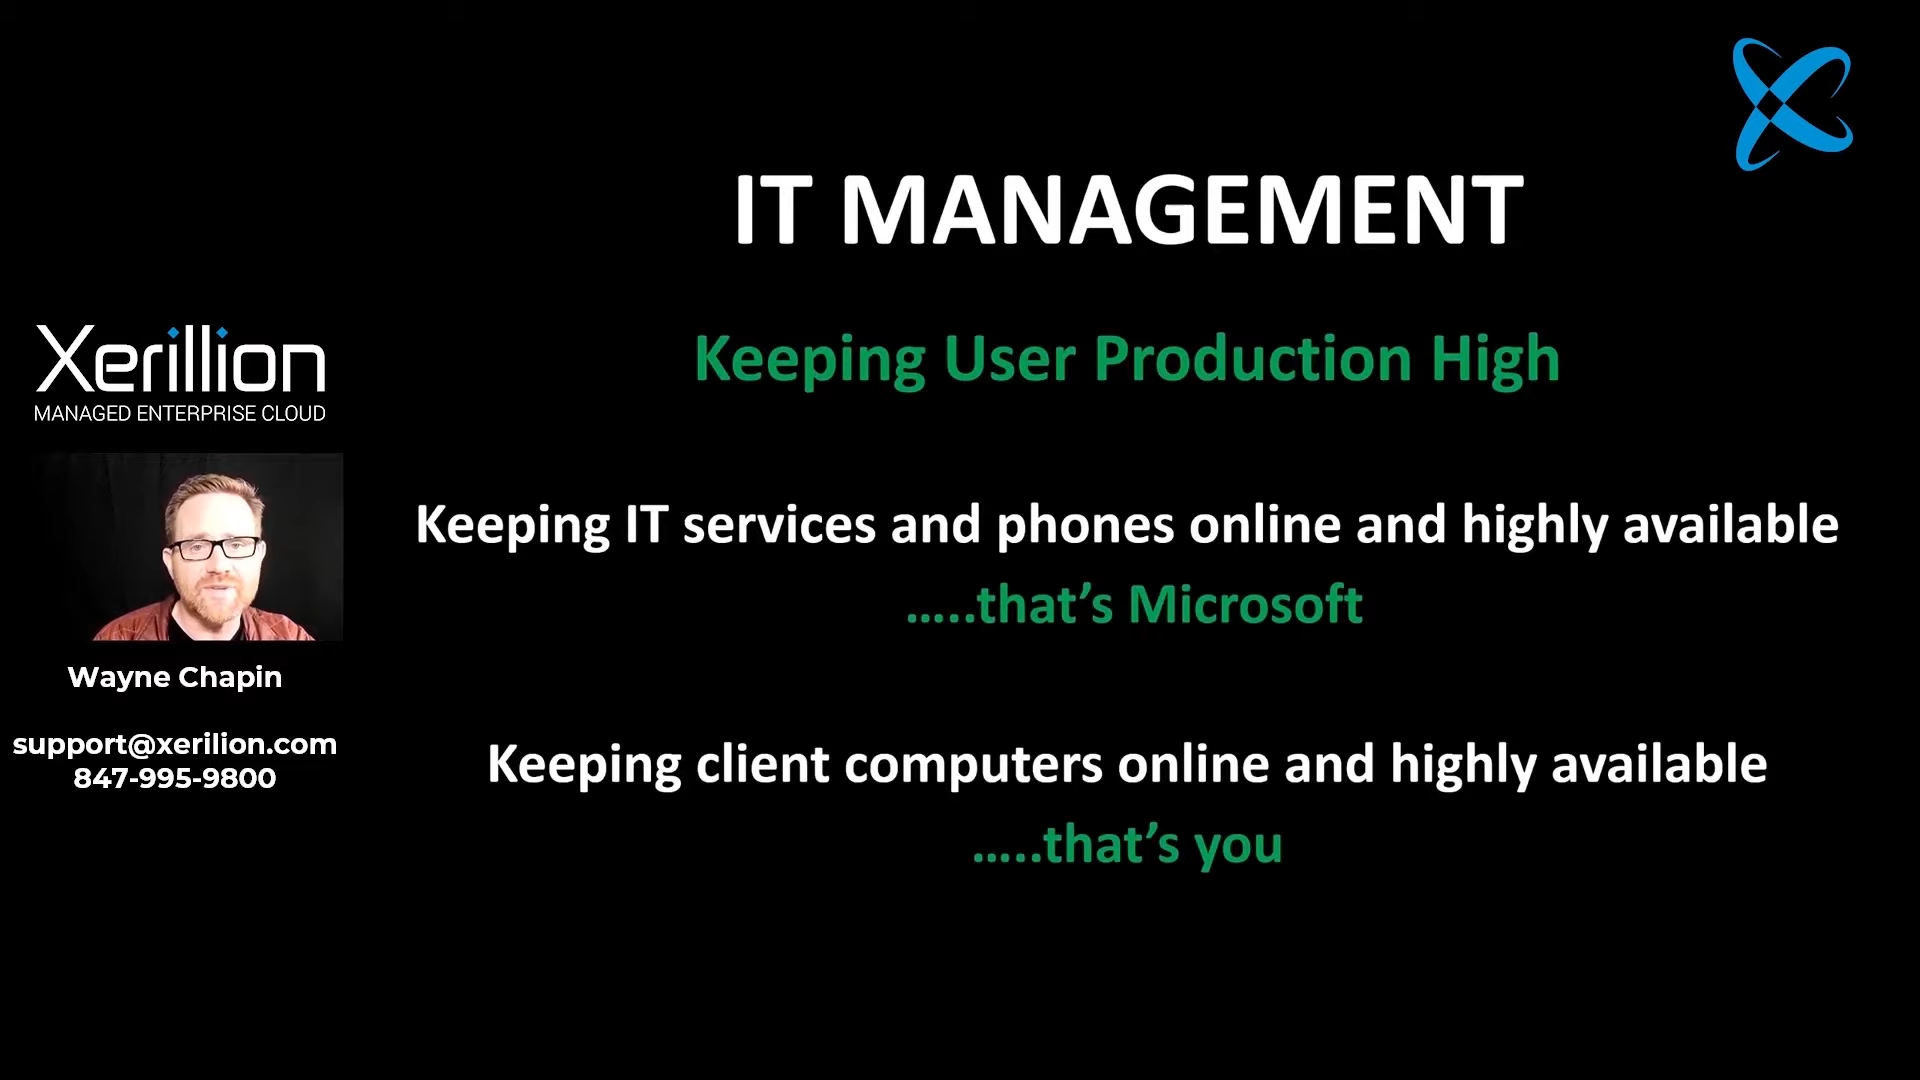 IT MANAGEMENT
Keeping User Production High
Keeping IT services and phones online and highly available
…..that’s Microsoft
Keeping client computers online and highly available
…..that’s you
Xerillion
MANAGED ENTERPRISE CLOUD
Wayne Chapin
support@xerilion.com
847-995-9800